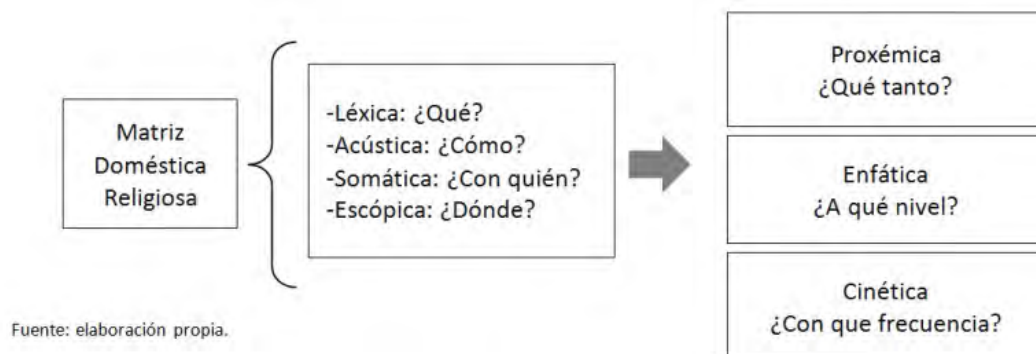 Matriz
Doméstica
Religiosa
-Léxica: ¿Qué?
-Acústica: ¿Cómo?
-Somática: ¿Con quién?
-Escópica: ¿Dónde?
Proxémica
¿Qué tanto?
Enfática
¿A qué nivel?
Cinética
¿Con que frecuencia?
Fuente: elaboración propia.